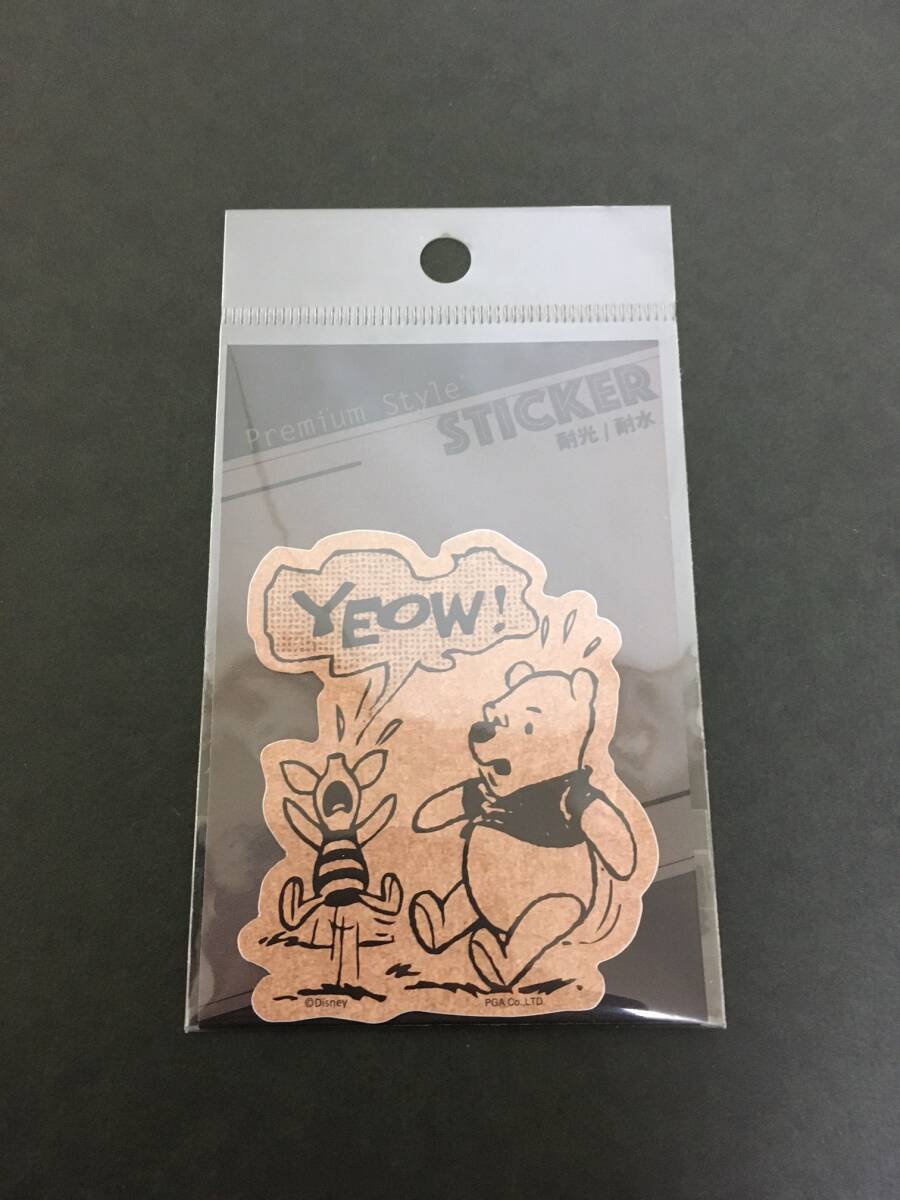 Premium Style
STICKER
耐光 / 耐水
YEOW!
©Disney
PGA Co.,LTD.